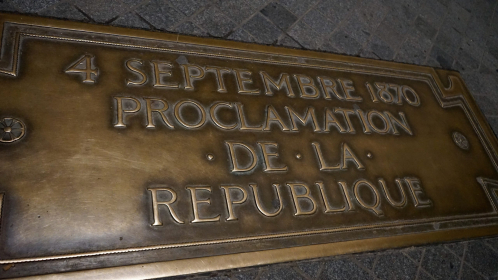 4 SEPTEMBRE 1870
PROCLAMATION
· DE · LA ·
REPUBLIQUE